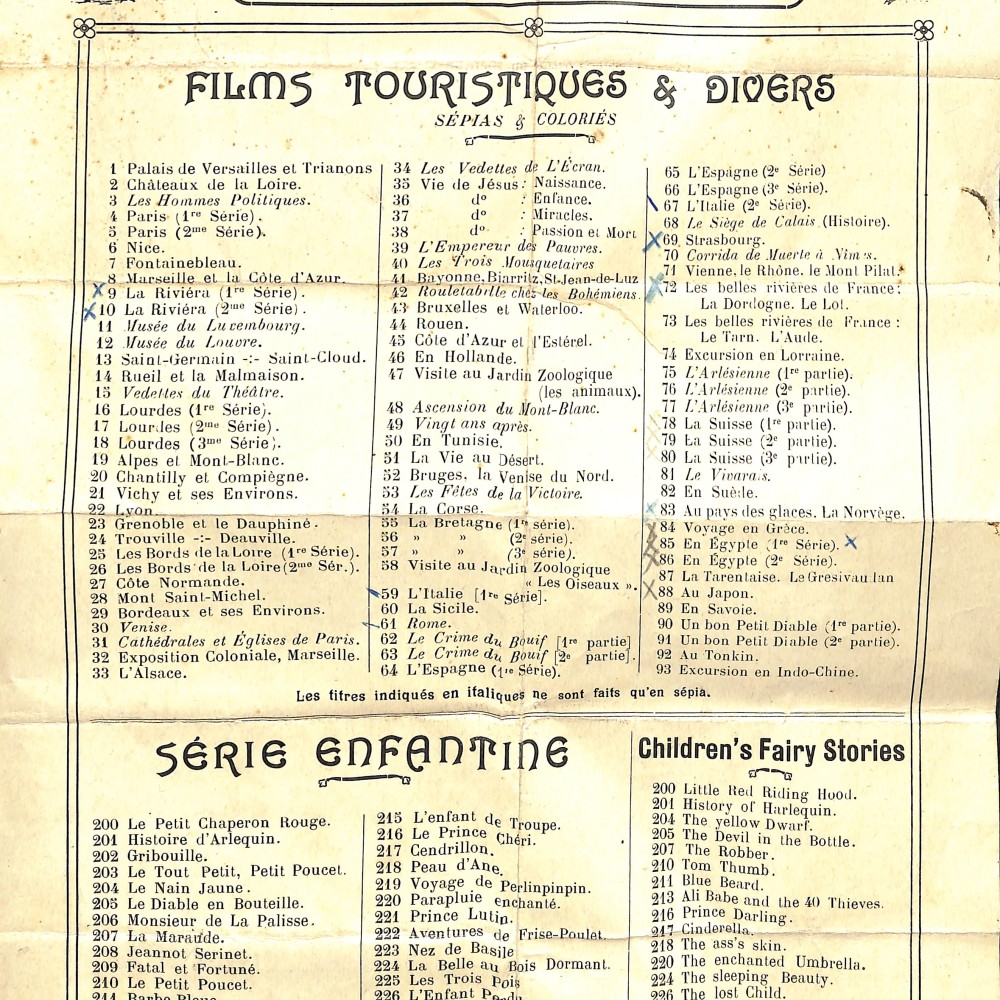 FILMS TOURISTIQUES & DIVERS
SÉPIAS & COLORIÉS
1 Palais de Versailles et Trianons
2 Châteaux de la Loire.
3 Les Hommes Politiques.
4 Paris (1re Série).
5 Paris (2me Série).
6 Nice.
7 Fontainebleau.
8 Marseille et la Côte d'Azur.
9 La Riviéra (1re Série).
10 La Riviéra (2me Série).
11 Musée du Luxembourg.
12 Musée du Louvre.
13 Saint-Germain -:- Saint-Cloud.
14 Rueil et la Malmaison.
15 Vedettes du Théâtre.
16 Lourdes (1re Série).
17 Lourdes (2me Série).
18 Lourdes (3me Série).
19 Alpes et Mont-Blanc.
20 Chantilly et Compiègne.
21 Vichy et ses Environs.
22 Lyon.
23 Grenoble et le Dauphiné.
24 Trouville -:- Deauville.
25 Les Bords de la Loire (1re Série).
26 Les Bords de la Loire (2me Sér.).
27 Côte Normande.
28 Mont Saint-Michel.
29 Bordeaux et ses Environs.
30 Venise.
31 Cathédrales et Églises de Paris.
32 Exposition Coloniale, Marseille.
33 L'Alsace.
34 Les Vedettes de L'Écran.
35 Vie de Jésus : Naissance.
36 do : Enfance.
37 do : Miracles.
38 do : Passion et Mort
39 L'Empereur des Pauvres.
40 Les Trois Mousquetaires
41 Bayonne, Biarritz, St-Jean-de-Luz
42 Rouletabille chez les Bohémiens.
43 Bruxelles et Waterloo.
44 Rouen.
45 Côte d'Azur et l'Estérel.
46 En Hollande.
47 Visite au Jardin Zoologique
(les animaux).
48 Ascension du Mont-Blanc.
49 Vingt ans après.
50 En Tunisie.
51 La Vie au Désert.
52 Bruges, la Venise du Nord.
53 Les Fêtes de la Victoire.
54 La Corse.
55 La Bretagne (1re série).
56 » » (2e série).
57 » » (3e série).
58 Visite au Jardin Zoologique
« Les Oiseaux ».
59 L'Italie [1re Série].
60 La Sicile.
61 Rome.
62 Le Crime du Bouif [1re partie]
63 Le Crime du Bouif [2e partie].
64 L'Espagne (1re Série).
65 L'Espagne (2e Série)
66 L'Espagne (3e Série).
67 L'Italie (2e Série).
68 Le Siège de Calais (Histoire).
69 Strasbourg.
70 Corrida de Muerte à Nimes.
71 Vienne, le Rhône, le Mont Pilat.
72 Les belles rivières de France :
La Dordogne. Le Lot.
73 Les belles rivières de France :
Le Tarn. L'Aude.
74 Excursion en Lorraine.
75 L'Arlésienne (1re partie).
76 L'Arlésienne (2e partie).
77 L'Arlésienne (3e partie).
78 La Suisse (1re partie).
79 La Suisse (2e partie).
80 La Suisse (3e partie).
81 Le Vivarais.
82 En Suède.
83 Au pays des glaces. La Norvège.
84 Voyage en Grèce.
85 En Égypte (1re Série).
86 En Égypte (2e Série).
87 La Tarentaise. Le Gresivaudan
88 Au Japon.
89 En Savoie.
90 Un bon Petit Diable (1re partie).
91 Un bon Petit Diable (2e partie).
92 Au Tonkin.
93 Excursion en Indo-Chine.
Les titres indiqués en italiques ne sont faits qu'en sépia.
SÉRIE ENFANTINE
200 Le Petit Chaperon Rouge.
201 Histoire d'Arlequin.
202 Gribouille.
203 Le Tout Petit, Petit Poucet.
204 Le Nain Jaune.
205 Le Diable en Bouteille.
206 Monsieur de La Palisse.
207 La Maraude.
208 Jeannot Serinet.
209 Fatal et Fortuné.
210 Le Petit Poucet.
211 Barbe-Bleue.
215 L'enfant de Troupe.
216 Le Prince Chéri.
217 Cendrillon.
218 Peau d'Ane.
219 Voyage de Perlinpinpin.
220 Parapluie enchanté.
221 Prince Lutin.
222 Aventures de Frise-Poulet.
223 Nez de Basile
224 La Belle au Bois Dormant.
225 Les Trois Pois
226 L'Enfant Perdu
Children's Fairy Stories
200 Little Red Riding Hood.
201 History of Harlequin.
204 The yellow Dwarf.
205 The Devil in the Bottle.
207 The Robber.
210 Tom Thumb.
211 Blue Beard.
213 Ali Babe and the 40 Thieves.
216 Prince Darling.
217 Cinderella.
218 The ass's skin.
220 The enchanted Umbrella.
224 The sleeping Beauty.
226 The lost Child.